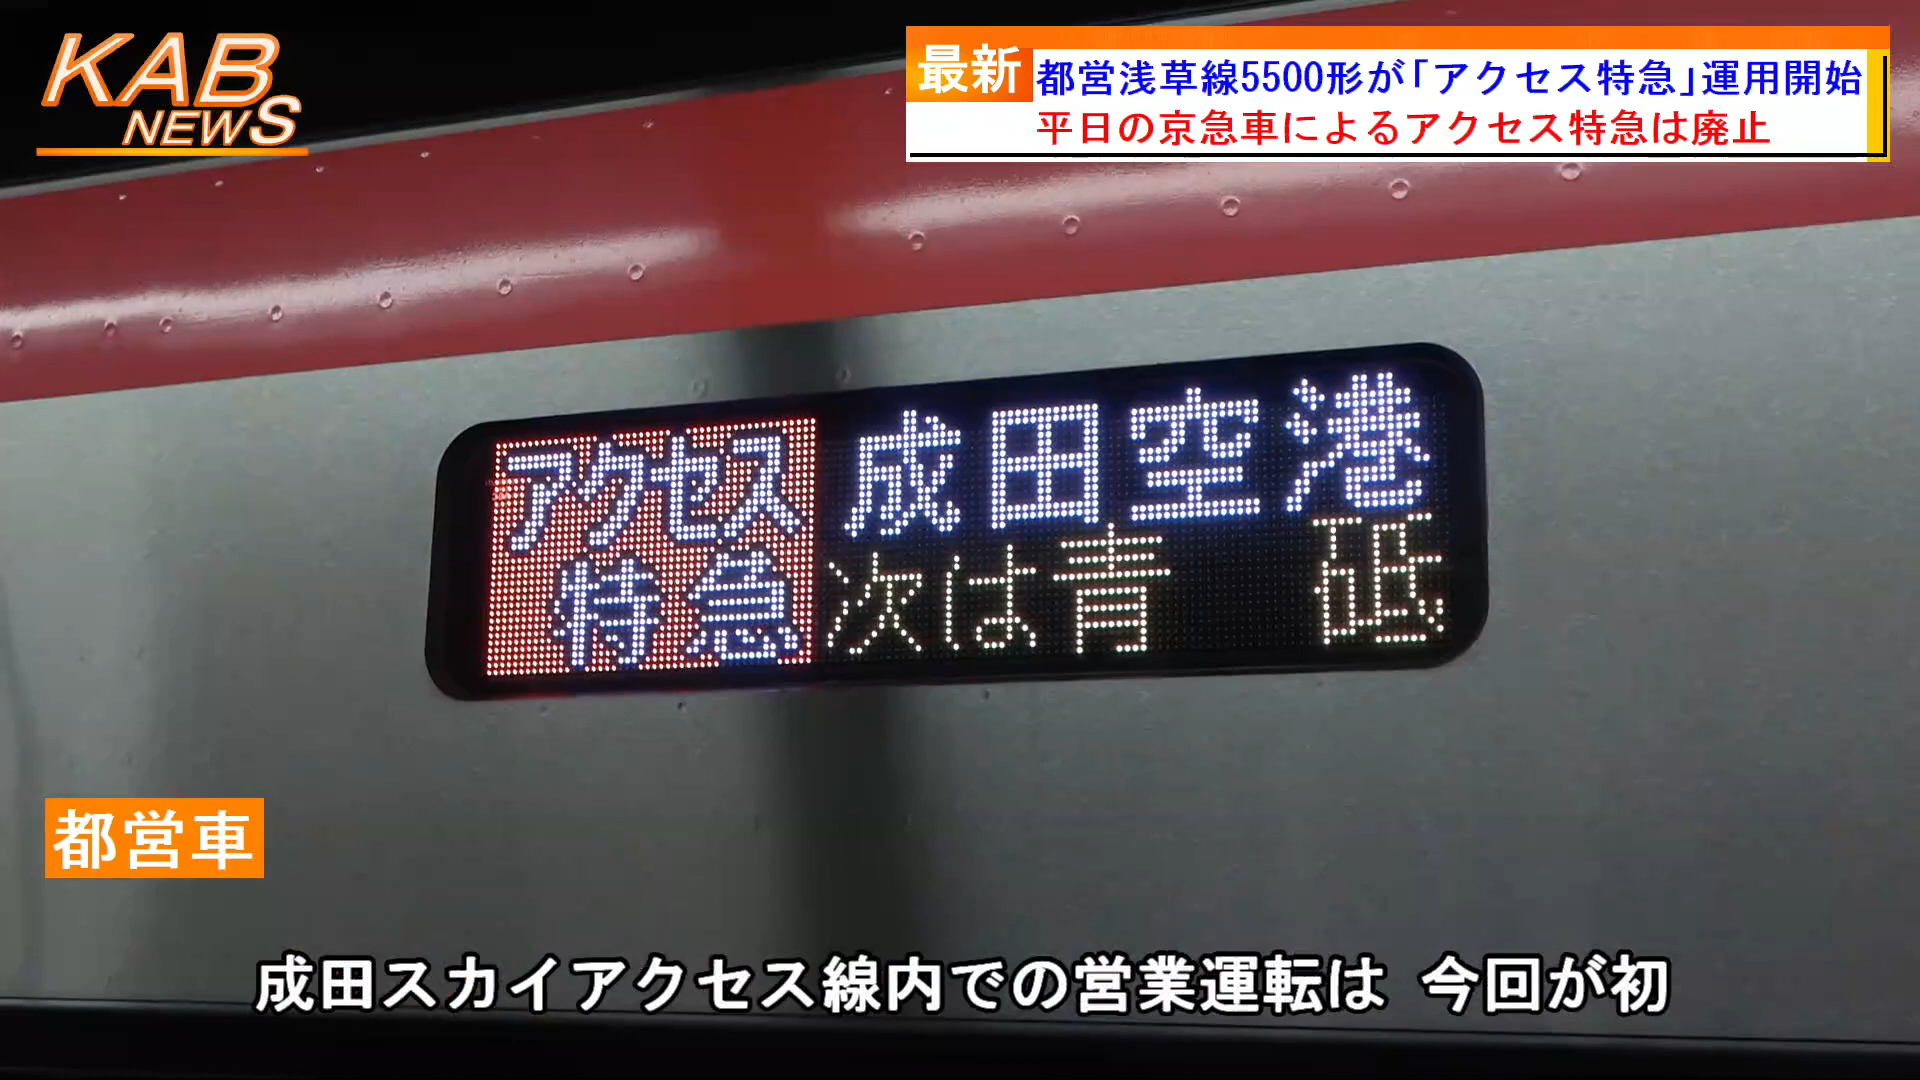 KAB
NEWS
最新
都営浅草線5500形が「アクセス特急」運用開始
平日の京急車によるアクセス特急は廃止
アクセス
特急
成田空港
次は青 砥
都営車
成田スカイアクセス線内での営業運転は 今回が初